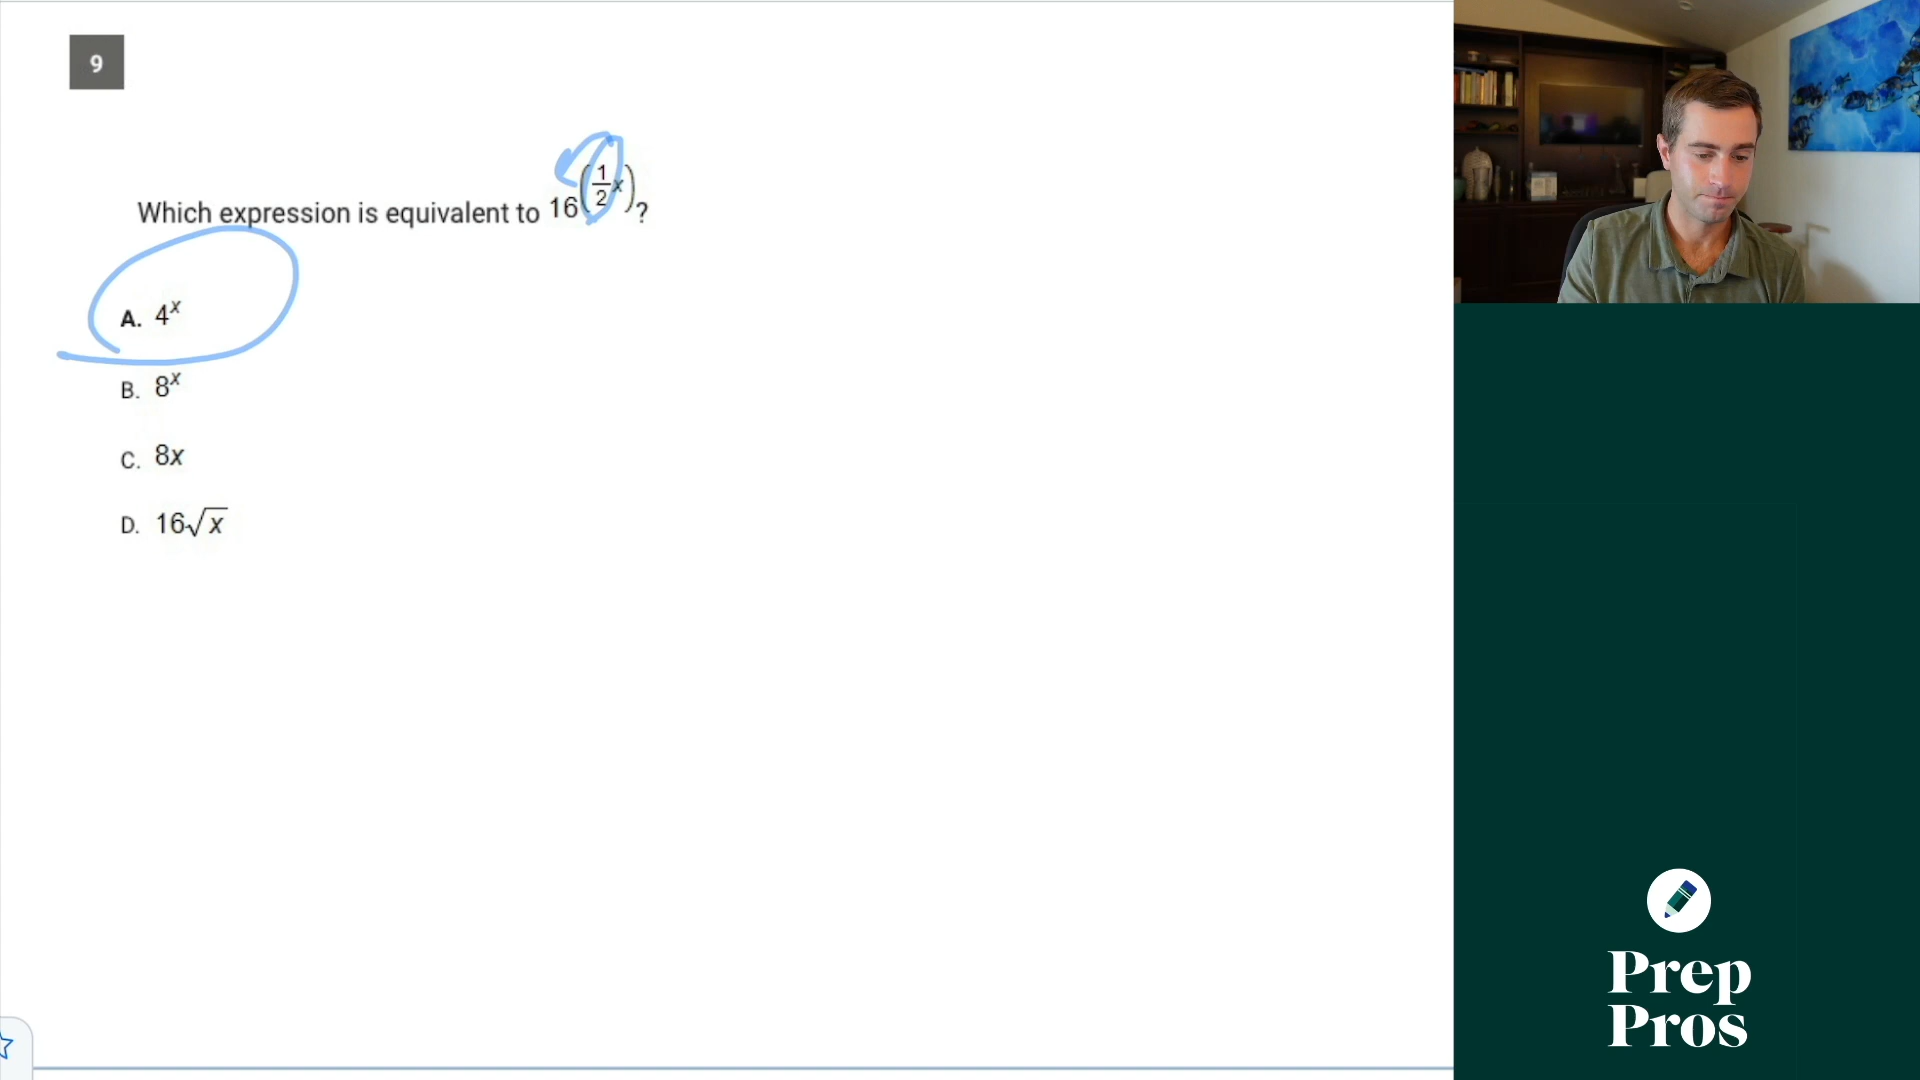 9
Which expression is equivalent to 16^(1/2 x)?
A. 4^x
B. 8^x
C. 8x
D. 16√x
Prep
Pros